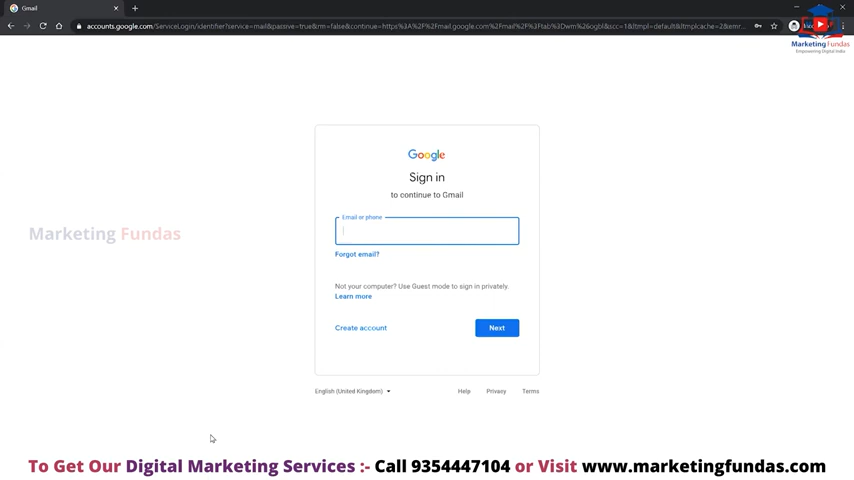 Gmail
accounts.google.com/ServiceLogin/identifier?service=mail&passive=true&rm=false&continue=https%3A%2F%2Fmail.google.com%2Fmail%2F%3Ftab%3Dwm%26ogbl&scc=1&ltmpl=default&ltmplcache=2&emr...
Marketing Fundas
Empowering Digital India
Google
Sign in
to continue to Gmail
Email or phone
Marketing Fundas
Forgot email?
Not your computer? Use Guest mode to sign in privately.
Learn more
Create account
Next
English (United Kingdom)
Help Privacy Terms
To Get Our Digital Marketing Services :- Call 9354447104 or Visit www.marketingfundas.com